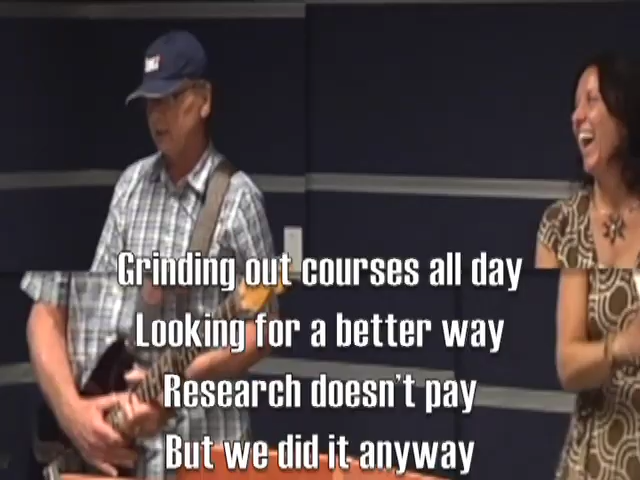 Grinding out courses all day
Looking for a better way
Research doesn't pay
But we did it anyway